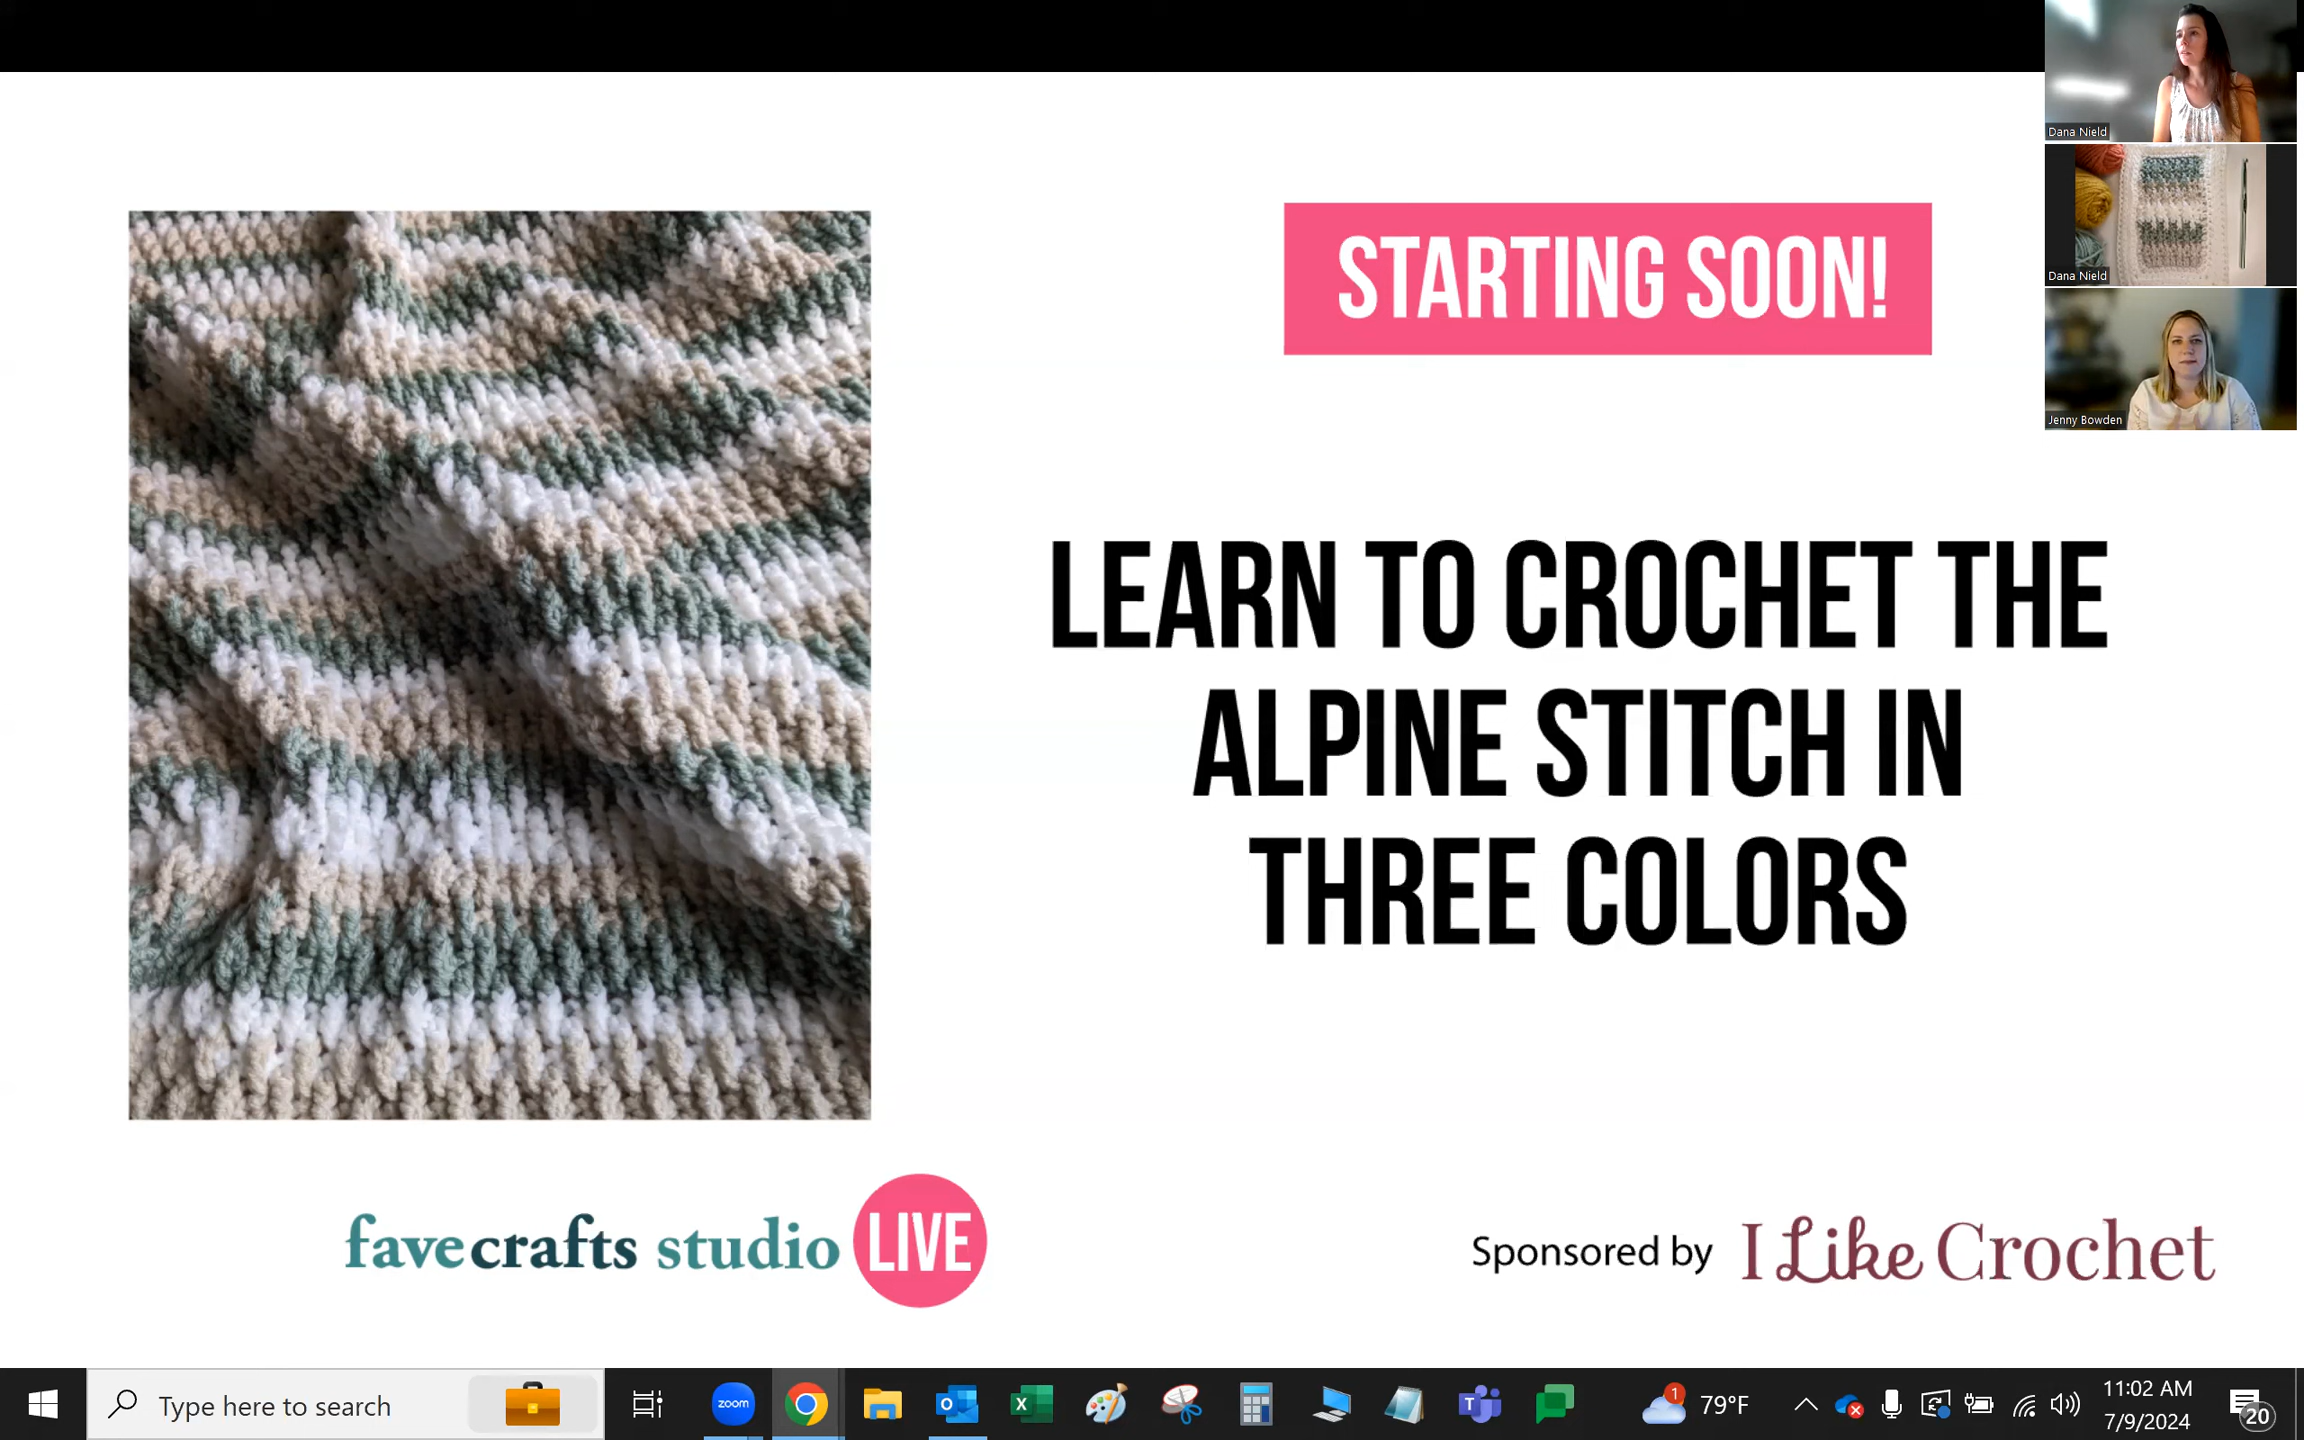 Dana Nield
Dana Nield
Jenny Bowden
STARTING SOON!
LEARN TO CROCHET THE
ALPINE STITCH IN
THREE COLORS
favecrafts studio LIVE
Sponsored by I Like Crochet
Type here to search
zoom
1
79°F
11:02 AM
7/9/2024
20